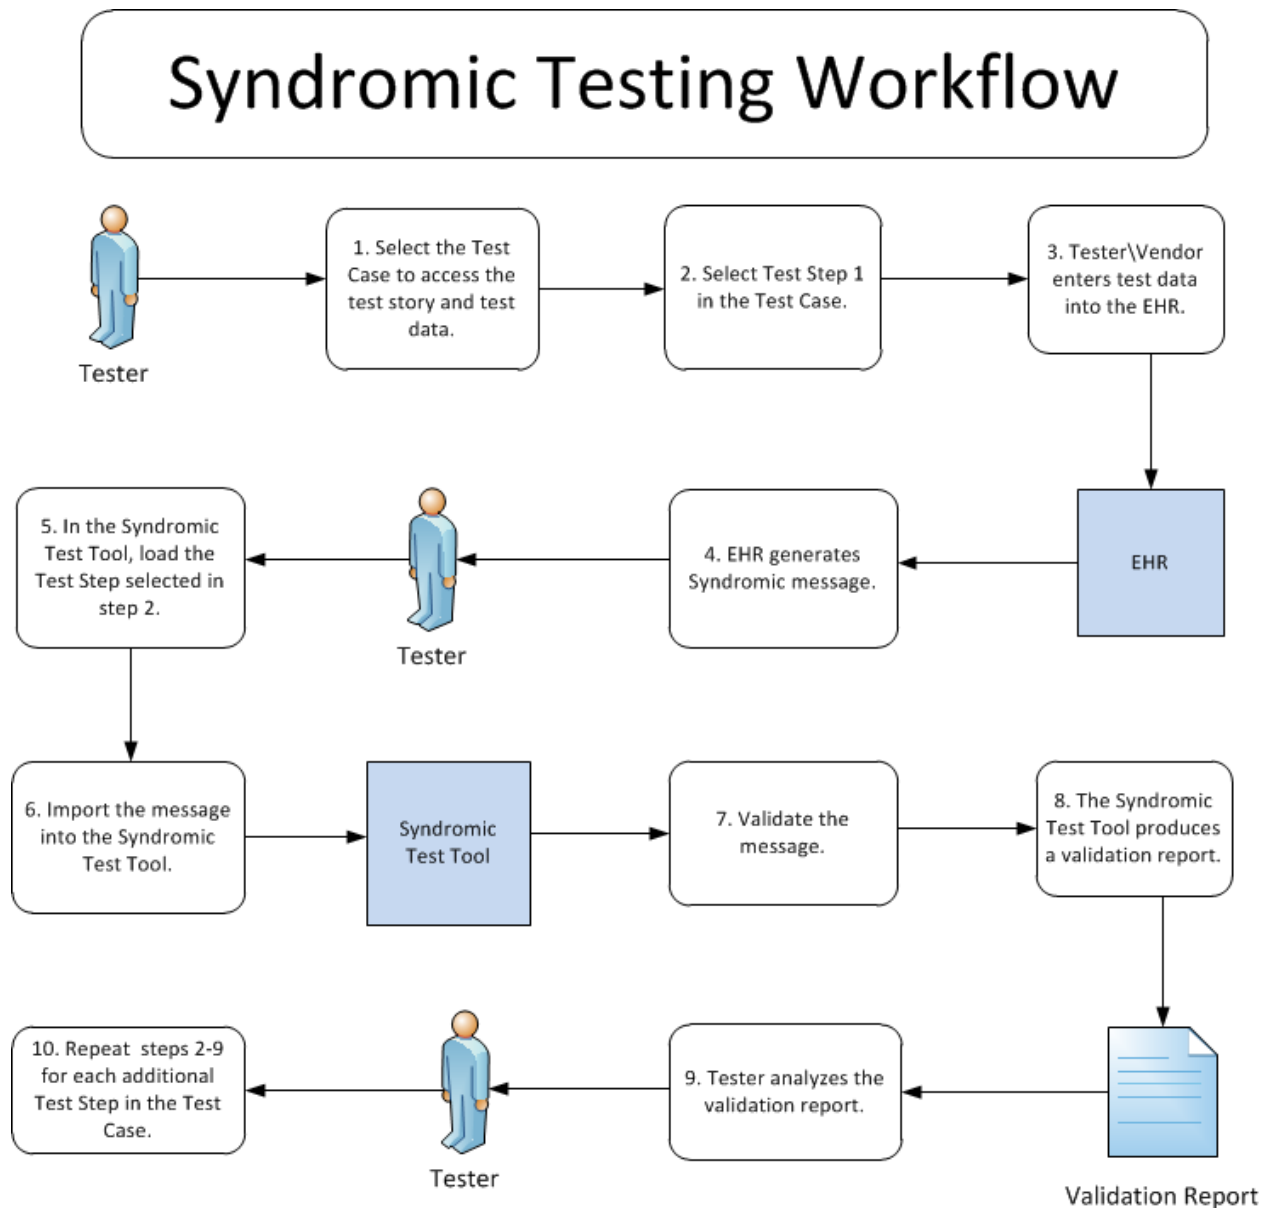 Syndromic Testing Workflow
1. Select the Test
Case to access the
test story and test
data.
2. Select Test Step 1
in the Test Case.
3. Tester\Vendor
enters test data
into the EHR.
Tester
5. In the Syndromic
Test Tool, load the
Test Step selected in
step 2.
Tester
4. EHR generates
Syndromic message.
EHR
6. Import the message
into the Syndromic
Test Tool.
Syndromic
Test Tool
7. Validate the
message.
8. The Syndromic
Test Tool produces
a validation report.
10. Repeat  steps 2-9
for each additional
Test Step in the Test
Case.
Tester
9. Tester analyzes the
validation report.
Validation Report